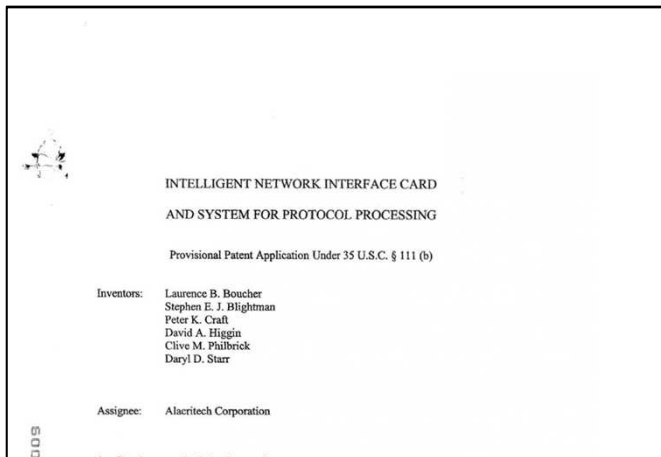 INTELLIGENT NETWORK INTERFACE CARD
AND SYSTEM FOR PROTOCOL PROCESSING
Provisional Patent Application Under 35 U.S.C. § 111 (b)
Inventors: Laurence B. Boucher
Stephen E. J. Blightman
Peter K. Craft
David A. Higgin
Clive M. Philbrick
Daryl D. Starr
Assignee: Alacritech Corporation